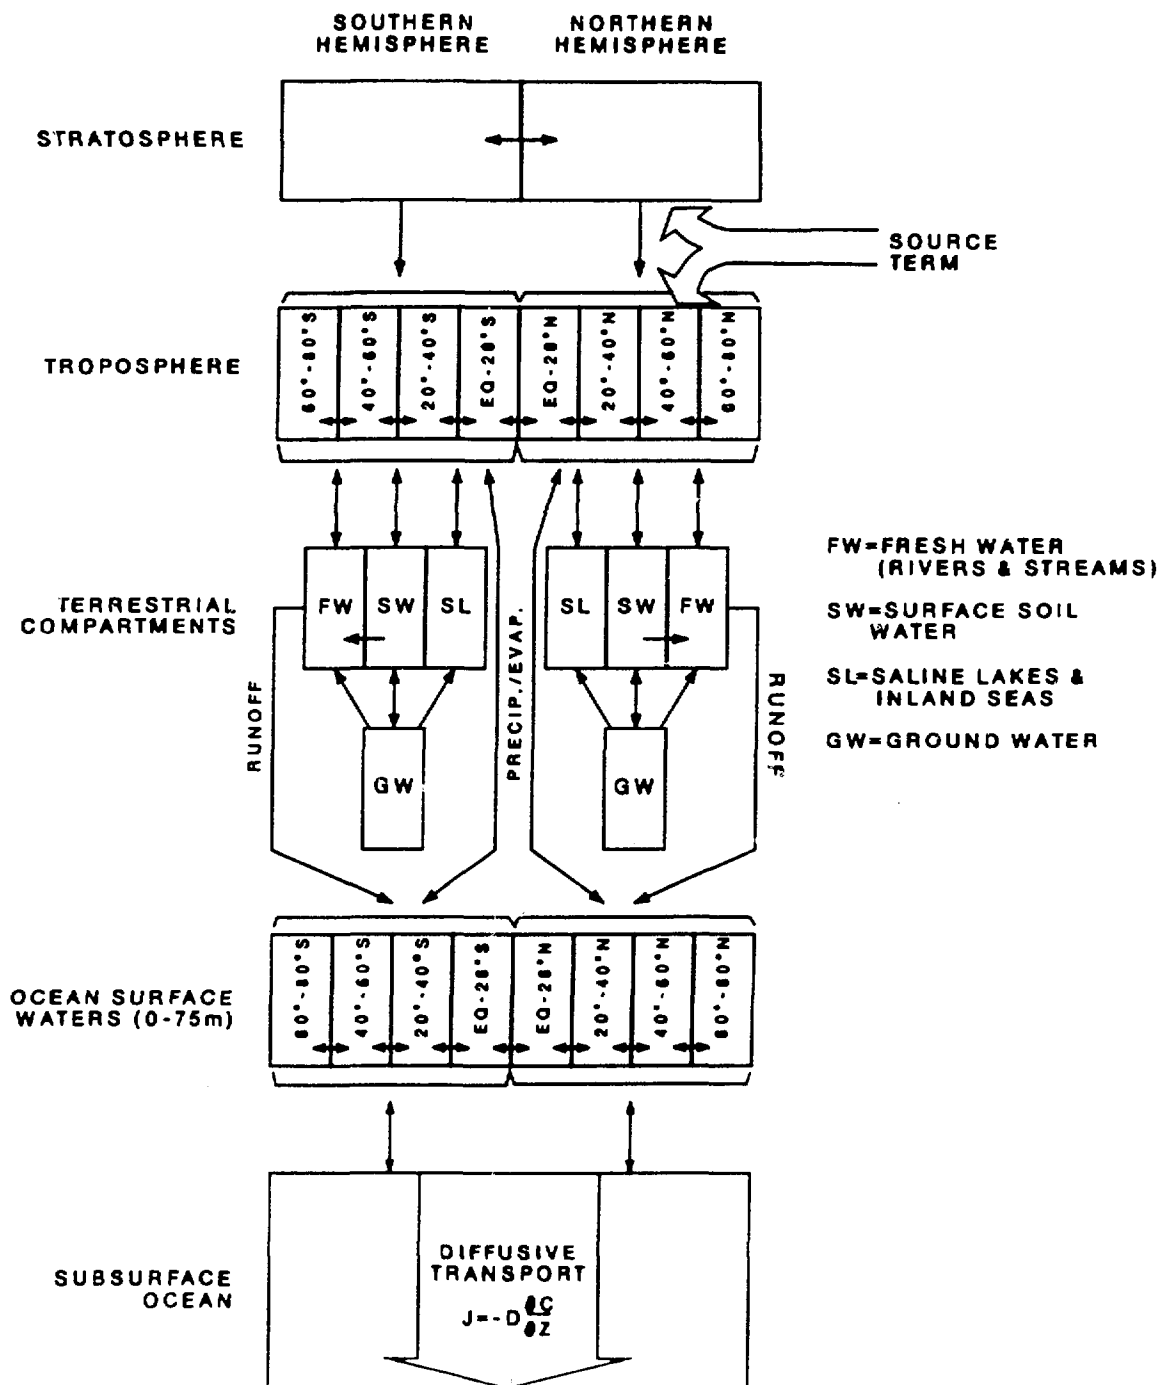 SOUTHERN
HEMISPHERE
NORTHERN
HEMISPHERE
STRATOSPHERE
SOURCE
TERM
TROPOSPHERE
60°-80°S
40°-60°S
20°-40°S
EQ-20°S
EQ-20°N
20°-40°N
40°-60°N
60°-80°N
TERRESTRIAL
COMPARTMENTS
FW
SW
SL
GW
SL
SW
FW
GW
RUNOFF
PRECIP./EVAP.
RUNOFF
FW=FRESH WATER
(RIVERS & STREAMS)
SW=SURFACE SOIL
WATER
SL=SALINE LAKES &
INLAND SEAS
GW=GROUND WATER
OCEAN SURFACE
WATERS (0-75m)
60°-80°S
40°-60°S
20°-40°S
EQ-20°S
EQ-20°N
20°-40°N
40°-60°N
60°-80°N
SUBSURFACE
OCEAN
DIFFUSIVE
TRANSPORT
J=-D ∂C/∂Z